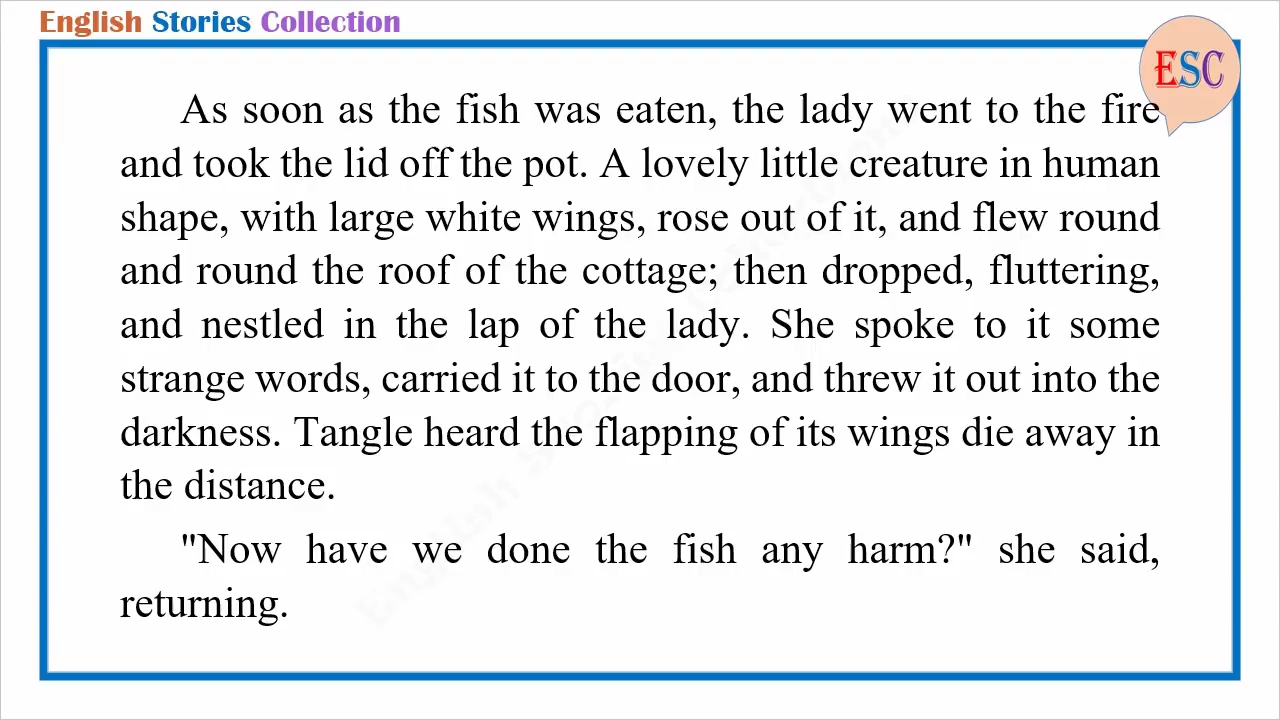 English Stories Collection
ESC
As soon as the fish was eaten, the lady went to the fire
and took the lid off the pot. A lovely little creature in human
shape, with large white wings, rose out of it, and flew round
and round the roof of the cottage; then dropped, fluttering,
and nestled in the lap of the lady. She spoke to it some
strange words, carried it to the door, and threw it out into the
darkness. Tangle heard the flapping of its wings die away in
the distance.
"Now have we done the fish any harm?" she said,
returning.